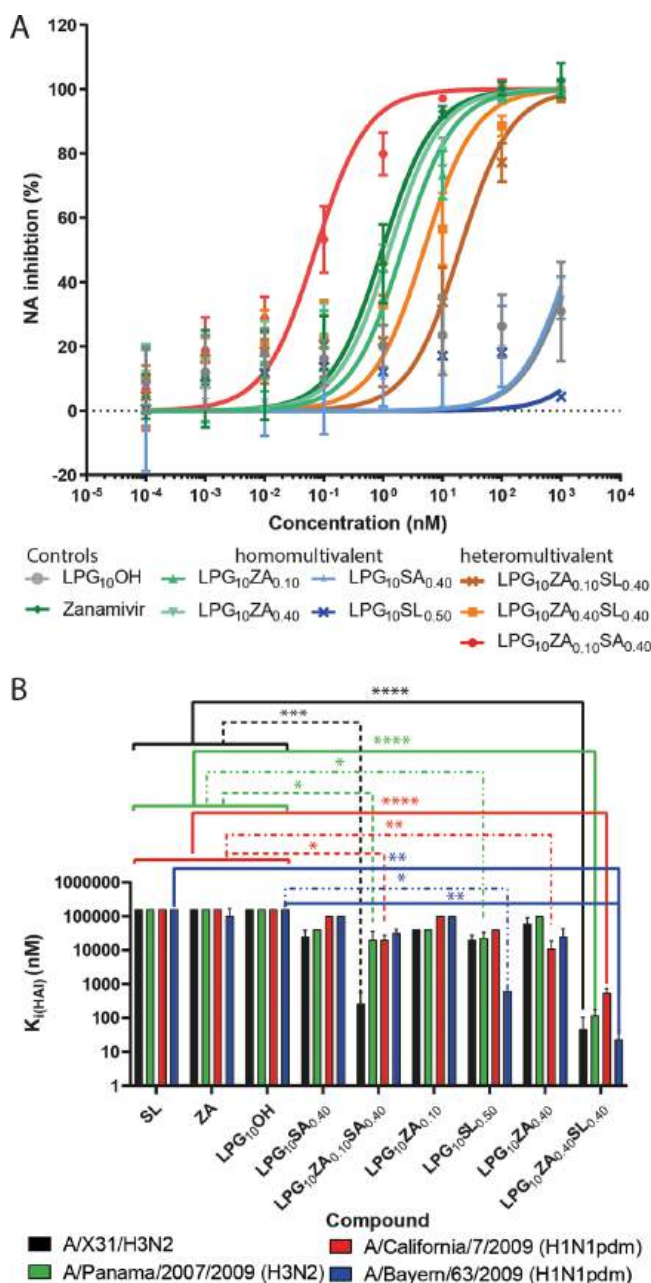 A
NA inhibtion (%)
120
100
80
60
40
20
0
-20
10⁻⁵ 10⁻⁴ 10⁻³ 10⁻² 10⁻¹ 10⁰ 10¹ 10² 10³ 10⁴
Concentration (nM)
Controls homomultivalent heteromultivalent
LPG₁₀OH LPG₁₀ZA₀.₁₀ LPG₁₀SA₀.₄₀ LPG₁₀ZA₀.₁₀SL₀.₄₀
Zanamivir LPG₁₀ZA₀.₄₀ LPG₁₀SL₀.₅₀ LPG₁₀ZA₀.₄₀SL₀.₄₀
LPG₁₀ZA₀.₁₀SA₀.₄₀
B
****
***
****
*
*
****
**
*
**
*
**
Kᵢ₍HAI₎ (nM)
1000000
100000
10000
1000
100
10
1
SL ZA LPG₁₀OH LPG₁₀SA₀.₄₀ LPG₁₀ZA₀.₁₀SA₀.₄₀ LPG₁₀ZA₀.₁₀ LPG₁₀SL₀.₅₀ LPG₁₀ZA₀.₄₀ LPG₁₀ZA₀.₄₀SL₀.₄₀
Compound
A/X31/H3N2 A/California/7/2009 (H1N1pdm)
A/Panama/2007/2009 (H3N2) A/Bayern/63/2009 (H1N1pdm)